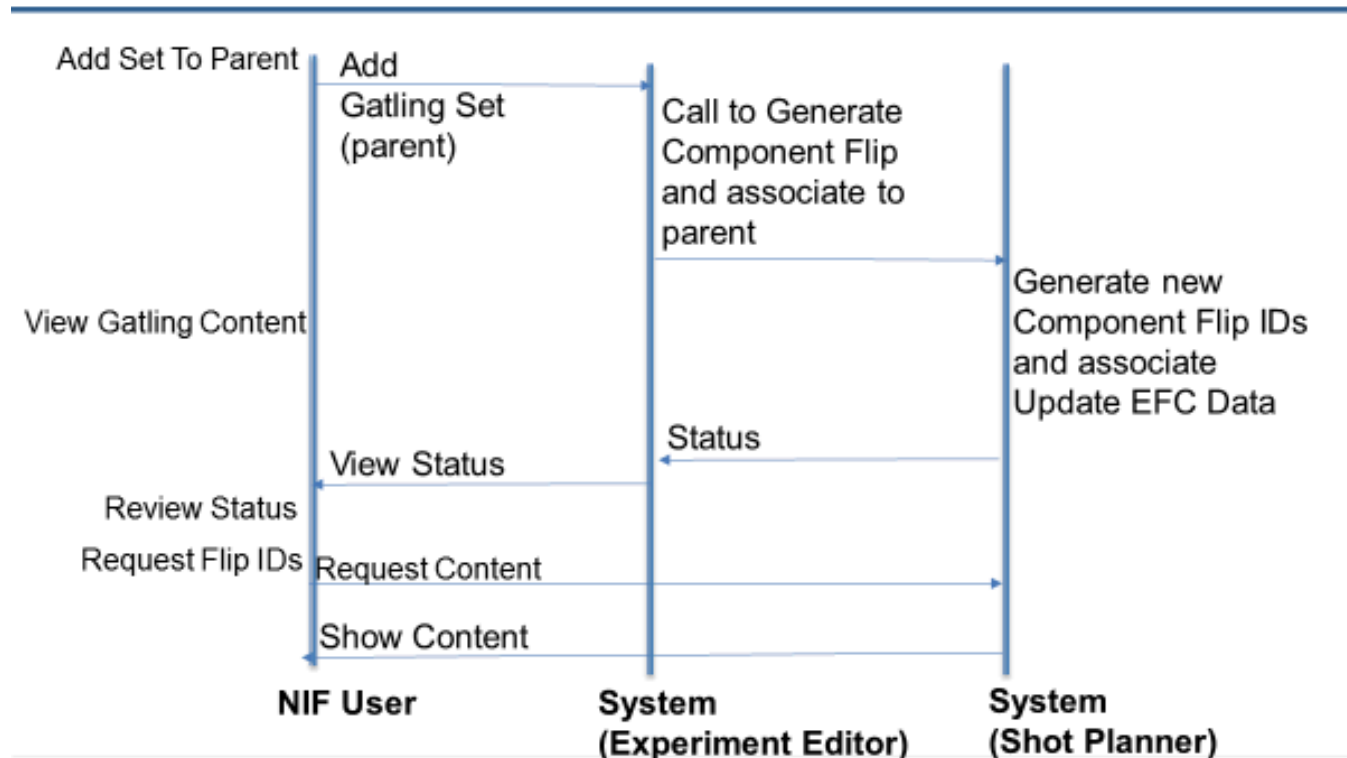 Add Set To Parent
Add
Gatling Set
(parent)
Call to Generate
Component Flip
and associate to
parent
Generate new
Component Flip IDs
and associate
Update EFC Data
View Gatling Content
Status
View Status
Review Status
Request Flip IDs
Request Content
Show Content
NIF User
System
(Experiment Editor)
System
(Shot Planner)